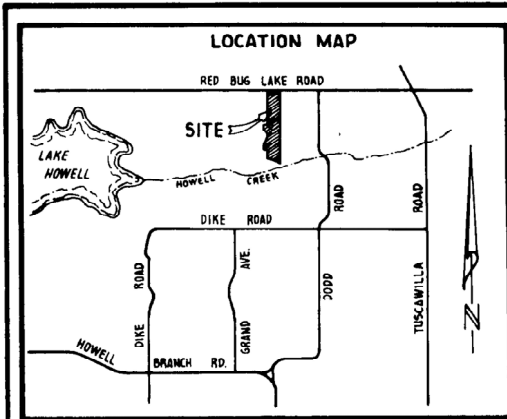 LOCATION MAP
RED BUG LAKE ROAD
SITE
LAKE
HOWELL
HOWELL CREEK
DIKE ROAD
ROAD
ROAD
DIKE ROAD
GRAND AVE.
DODD
TUSCAWILLA
HOWELL
BRANCH RD.
N